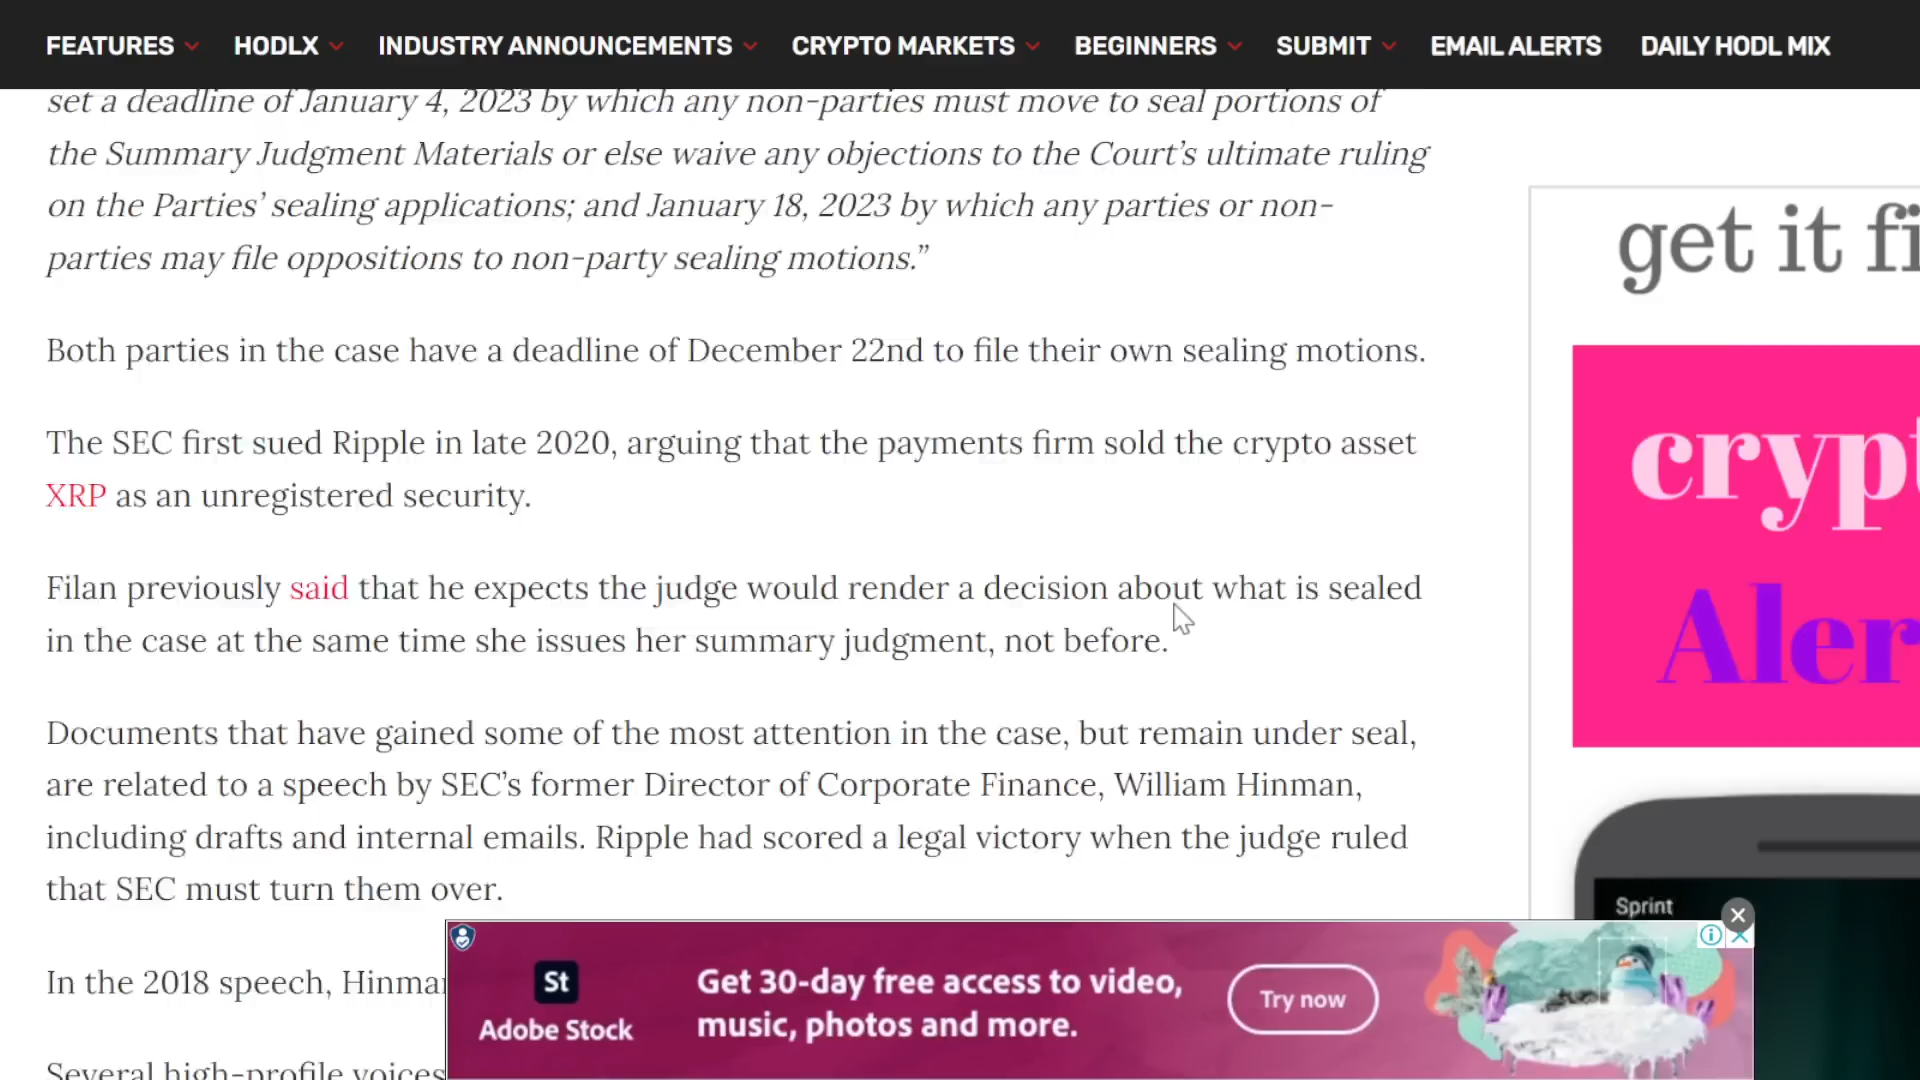 FEATURES HODLX INDUSTRY ANNOUNCEMENTS CRYPTO MARKETS BEGINNERS SUBMIT EMAIL ALERTS DAILY HODL MIX
set a deadline of January 4, 2023 by which any non-parties must move to seal portions of
the Summary Judgment Materials or else waive any objections to the Court’s ultimate ruling
on the Parties’ sealing applications; and January 18, 2023 by which any parties or non-
parties may file oppositions to non-party sealing motions.”
Both parties in the case have a deadline of December 22nd to file their own sealing motions.
The SEC first sued Ripple in late 2020, arguing that the payments firm sold the crypto asset
XRP as an unregistered security.
Filan previously said that he expects the judge would render a decision about what is sealed
in the case at the same time she issues her summary judgment, not before.
Documents that have gained some of the most attention in the case, but remain under seal,
are related to a speech by SEC’s former Director of Corporate Finance, William Hinman,
including drafts and internal emails. Ripple had scored a legal victory when the judge ruled
that SEC must turn them over.
In the 2018 speech, Hinma
Several high-profile voices
get it fi
cryp
Aler
Sprint
St
Adobe Stock
Get 30-day free access to video,
music, photos and more.
Try now